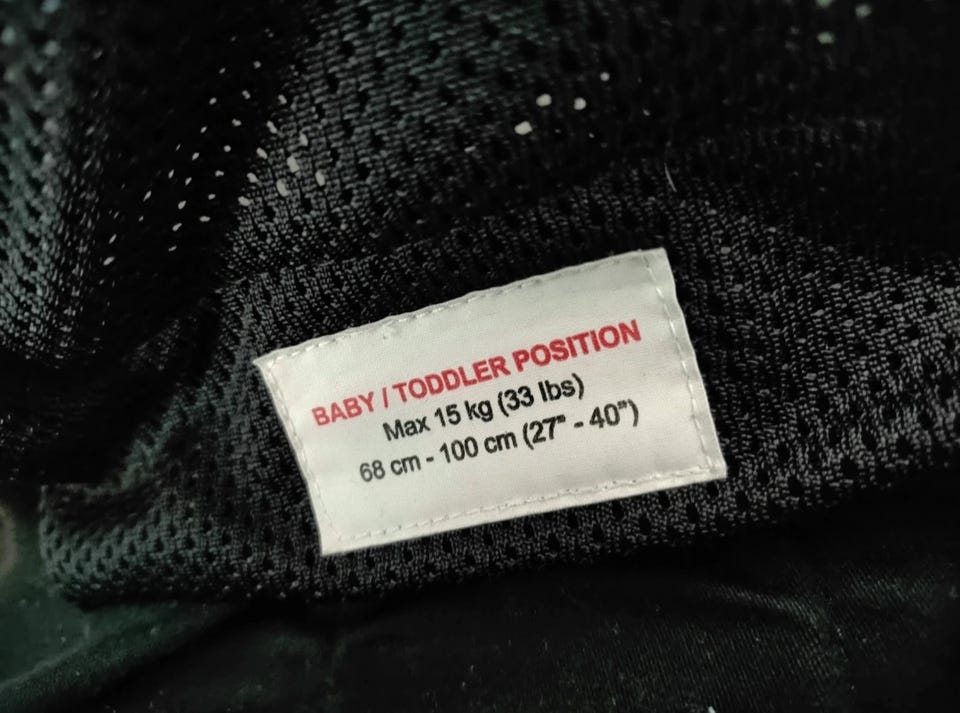 BABY / TODDLER POSITION
Max 15 kg (33 lbs)
68 cm - 100 cm (27” - 40”)